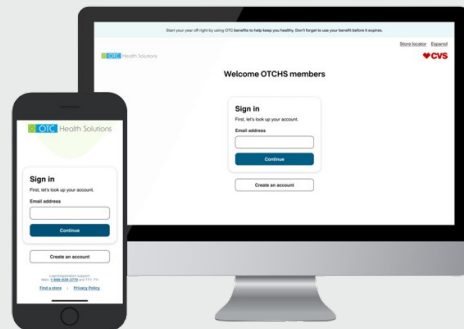 Start your year off right by using OTC benefits to help keep you healthy. Don't forget to use your benefit before it expires.
Store locator Espanol
OTC Health Solutions
CVS
Welcome OTCHS members
Sign in
First, let's look up your account.
Email address
Continue
Create an account
OTC Health Solutions
Sign in
First, let's look up your account.
Email address
Continue
Create an account
Find a store | Privacy Policy